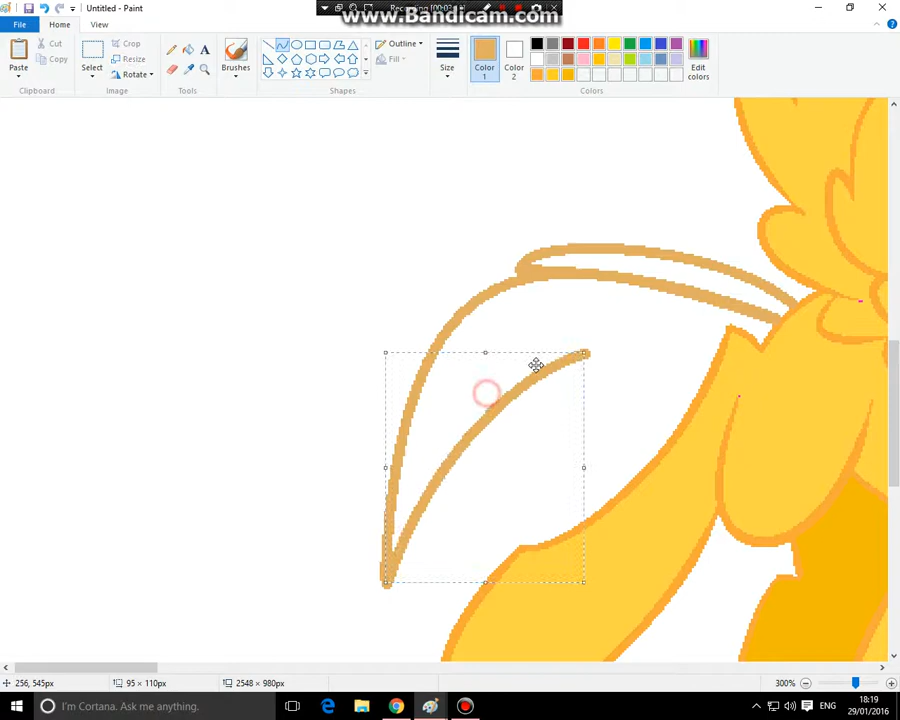 Untitled - Paint
Recording [00:02
www.Bandicam.com
File
Home
View
Paste
Cut
Copy
Clipboard
Select
Crop
Resize
Rotate
Image
Tools
Brushes
Shapes
Outline
Fill
Size
Color 1
Color 2
Edit colors
Colors
256, 545px
95 × 110px
2548 × 980px
300%
I'm Cortana. Ask me anything.
ENG
18:19
29/01/2016